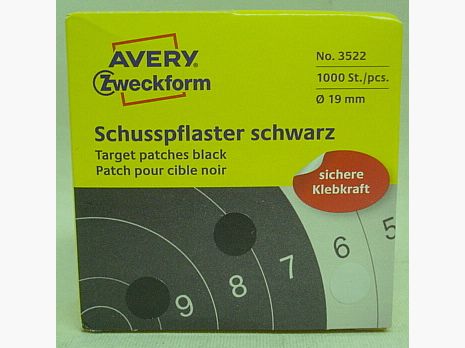 AVERY
Zweckform
No. 3522
1000 St./pcs.
Ø 19 mm
Schusspflaster schwarz
Target patches black
Patch pour cible noir
sichere
Klebkraft
9 8 7 6 5